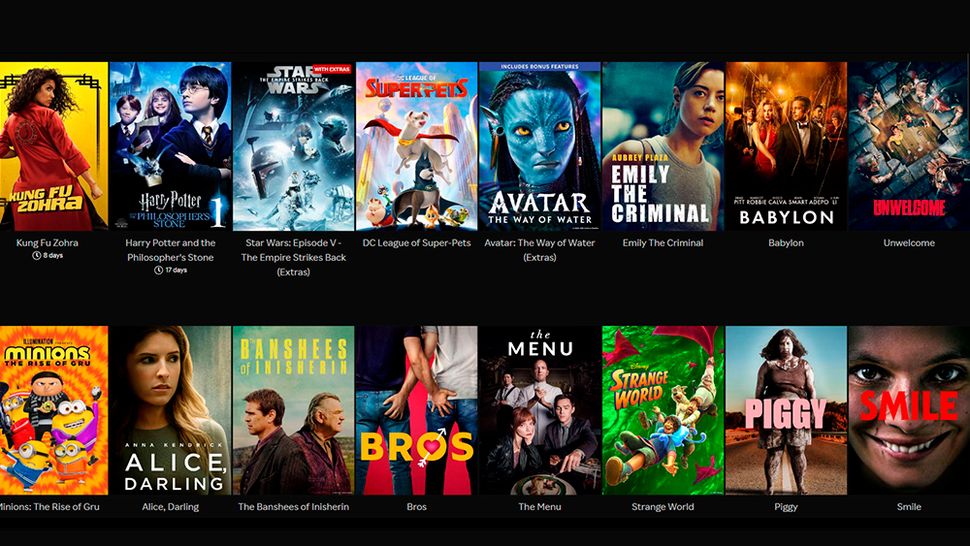 KUNG FU
ZOHRA
Harry Potter
AND THE
PHILOSOPHER'S
STONE
1
WITH EXTRAS
STAR
THE EMPIRE STRIKES BACK
WARS
DC LEAGUE OF
SUPER-PETS
INCLUDES BONUS FEATURES
AVATAR
THE WAY OF WATER
AUBREY PLAZA
EMILY
THE
CRIMINAL
PITT ROBBIE CALVA SMART ADEPO LI
BABYLON
UNWELCOME
Kung Fu Zohra
8 days
Harry Potter and the
Philosopher's Stone
17 days
Star Wars: Episode V -
The Empire Strikes Back
(Extras)
DC League of Super-Pets
Avatar: The Way of Water
(Extras)
Emily The Criminal
Babylon
Unwelcome
ILLUMINATION
MINIONS
THE RISE OF GRU
ANNA KENDRICK
ALICE,
DARLING
THE
BANSHEES
of INISHERIN
BROS
the
MENU
Disney
STRANGE
WORLD
PIGGY
SMILE
Minions: The Rise of Gru
Alice, Darling
The Banshees of Inisherin
Bros
The Menu
Strange World
Piggy
Smile